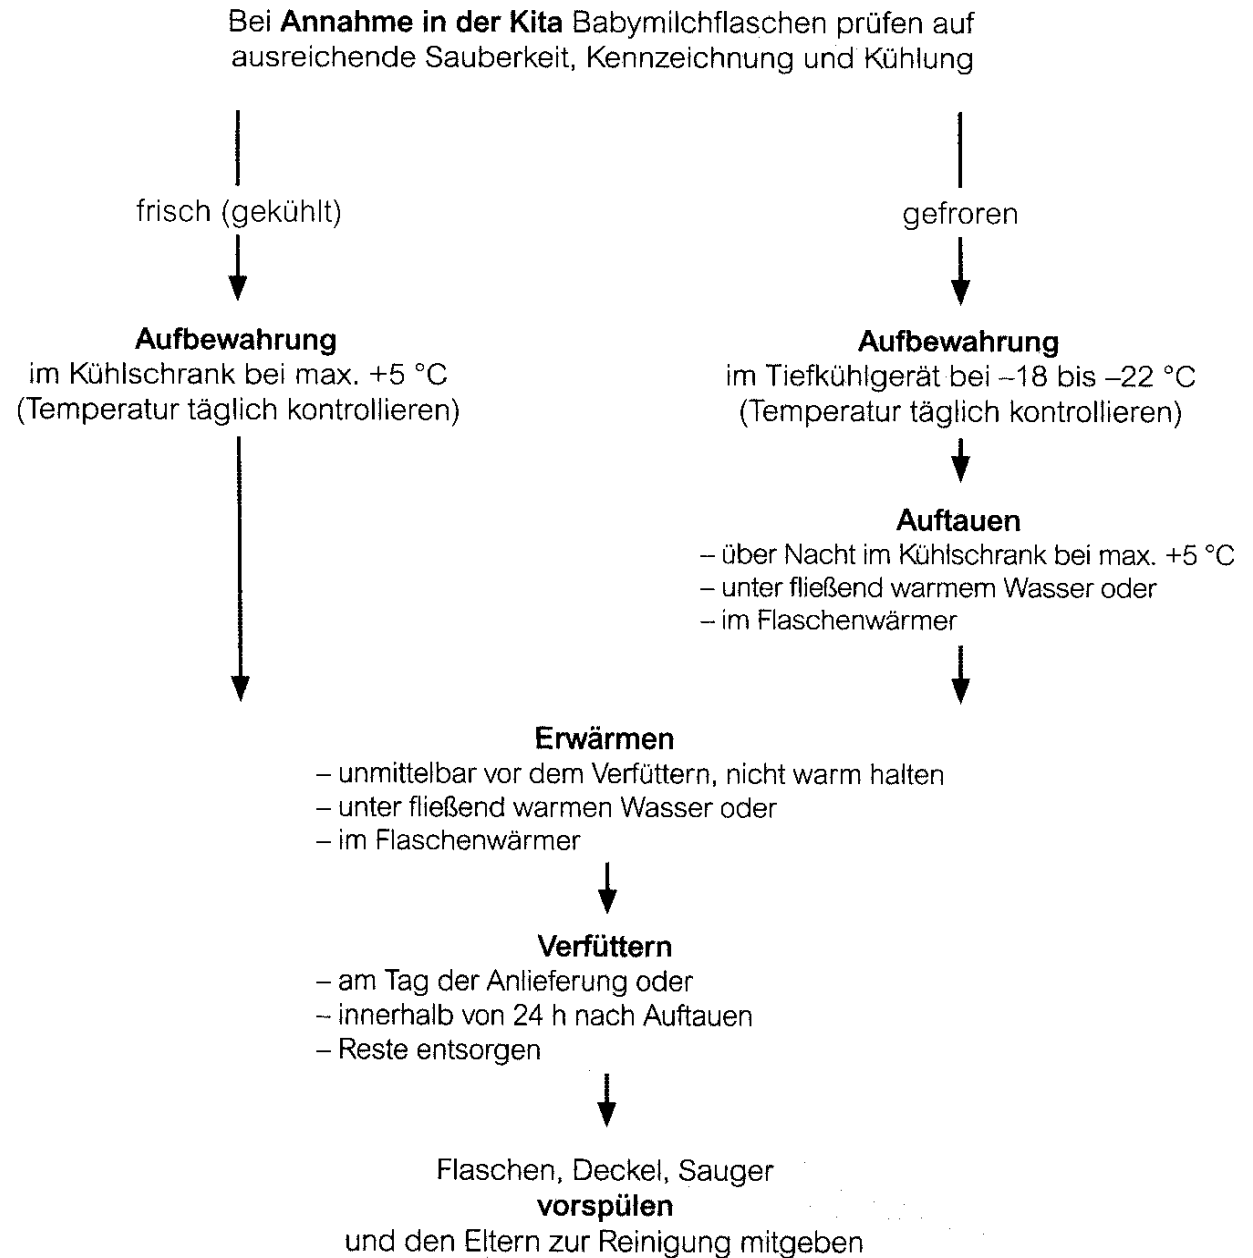 Bei Annahme in der Kita Babymilchflaschen prüfen auf
ausreichende Sauberkeit, Kennzeichnung und Kühlung
frisch (gekühlt)
Aufbewahrung
im Kühlschrank bei max. +5 °C
(Temperatur täglich kontrollieren)
gefroren
Aufbewahrung
im Tiefkühlgerät bei –18 bis –22 °C
(Temperatur täglich kontrollieren)
Auftauen
– über Nacht im Kühlschrank bei max. +5 °C
– unter fließend warmem Wasser oder
– im Flaschenwärmer
Erwärmen
– unmittelbar vor dem Verfüttern, nicht warm halten
– unter fließend warmen Wasser oder
– im Flaschenwärmer
Verfüttern
– am Tag der Anlieferung oder
– innerhalb von 24 h nach Auftauen
– Reste entsorgen
Flaschen, Deckel, Sauger
vorspülen
und den Eltern zur Reinigung mitgeben